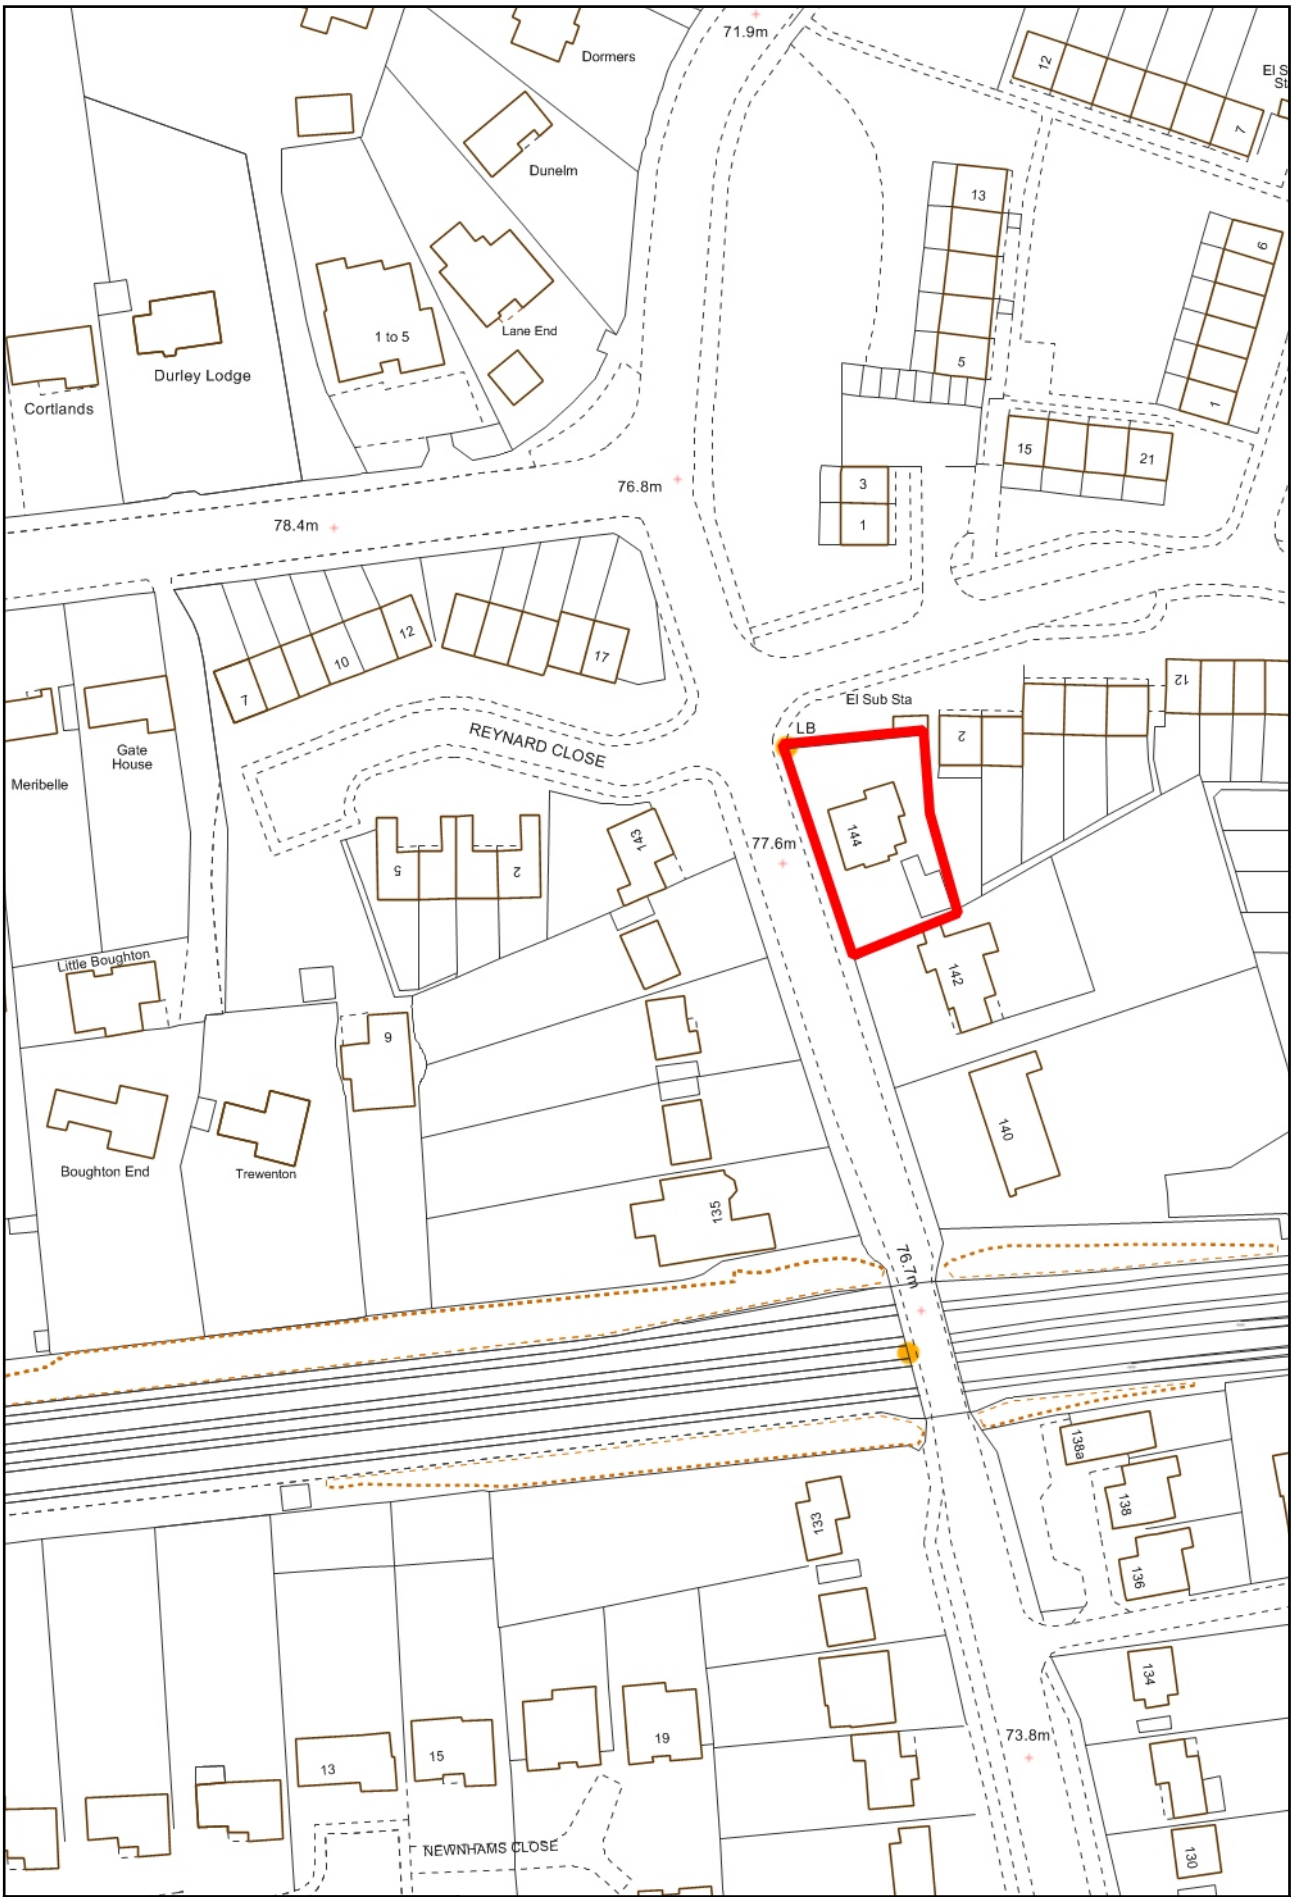 71.9m
Dormers
12
El S
St
7
Dunelm
13
6
1 to 5
Lane End
Durley Lodge
5
Cortlands
1
15
21
76.8m
3
78.4m
1
12
10
17
7
12
El Sub Sta
LB
2
REYNARD CLOSE
Gate
House
Meribelle
143
144
77.6m
5
2
Little Boughton
142
9
140
Boughton End
Trewenton
135
76.7m
138a
138
133
136
134
73.8m
19
15
13
NEWNHAMS CLOSE
130